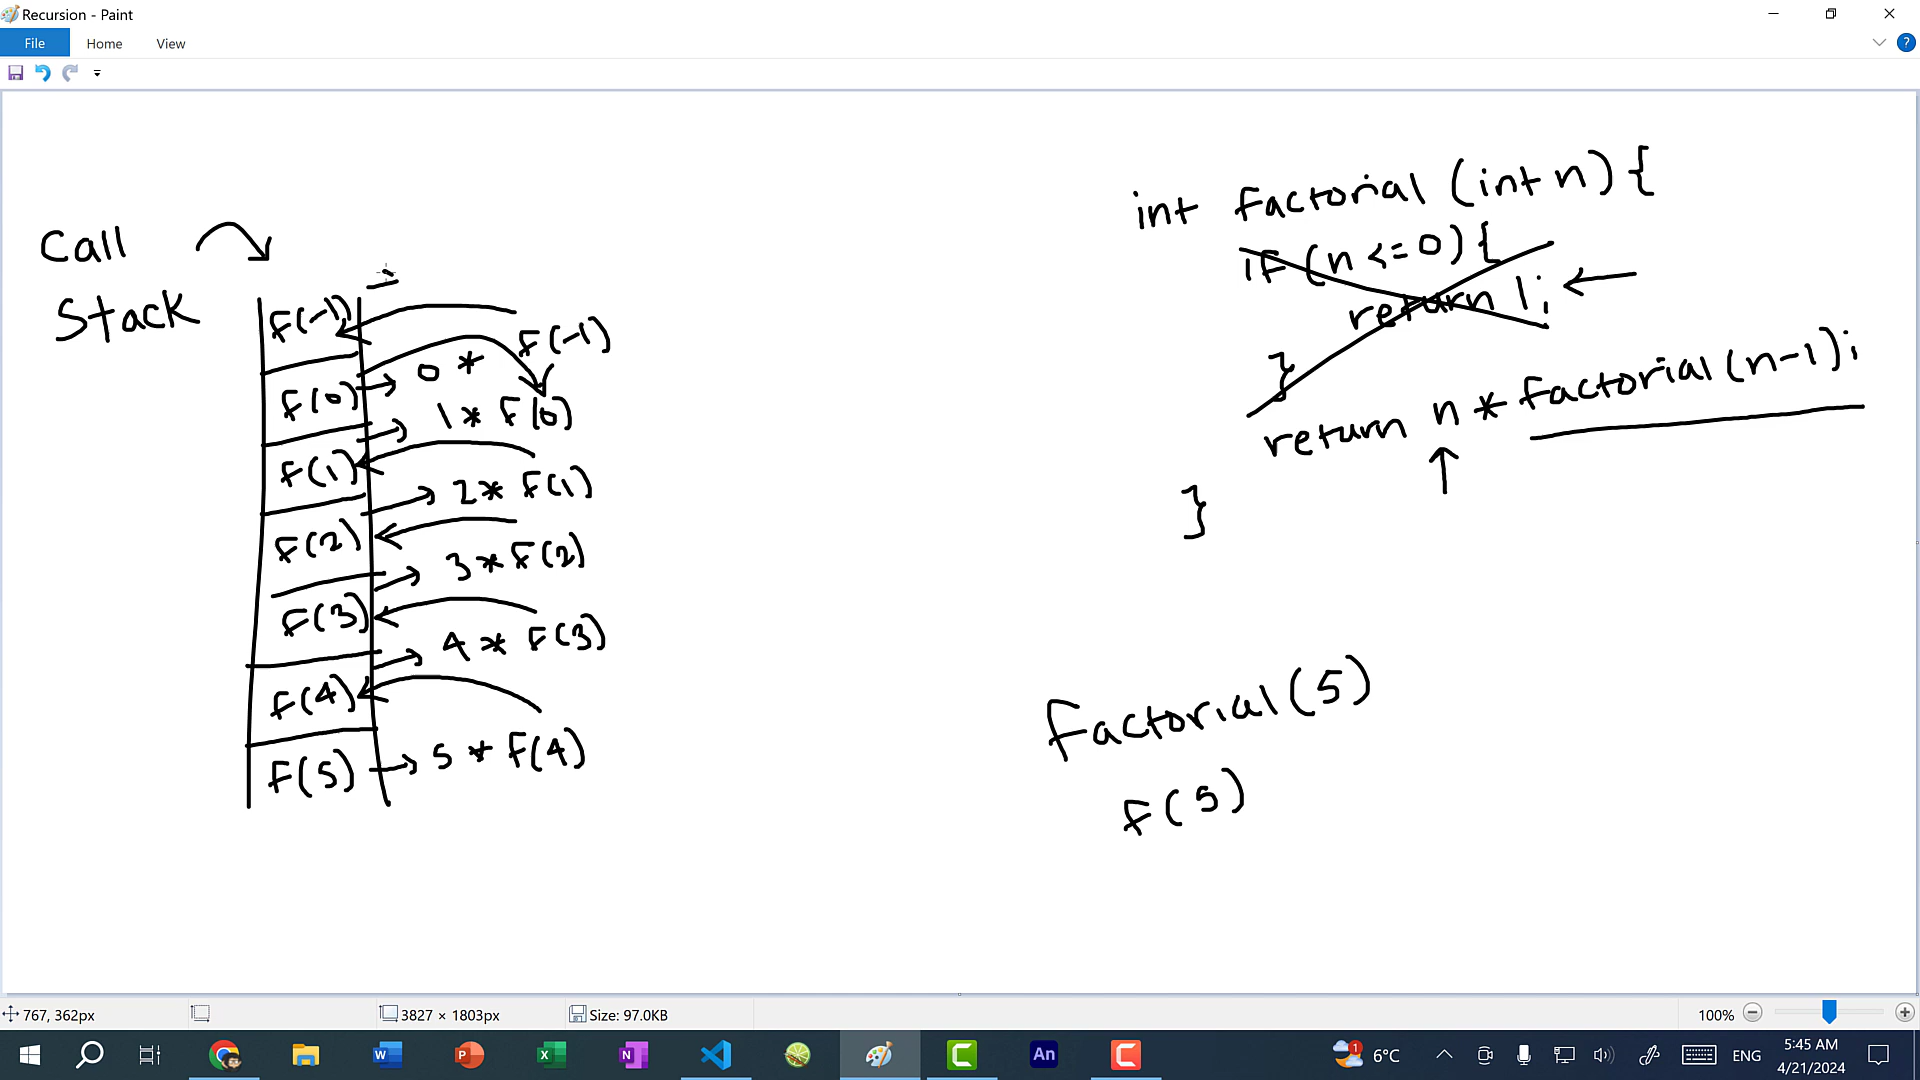 Recursion - Paint
File Home View
Call
Stack
f(-1)
f(-1)
f(0) 0 *
1 * f(0)
f(1)
2 * f(1)
f(2)
3 * f(2)
f(3)
4 * f(3)
f(4)
f(5) 5 * f(4)
int factorial (int n) {
if (n <= 0) {
return 1;
}
return n * factorial (n-1);
}
factorial (5)
f(5)
767, 362px 3827 × 1803px Size: 97.0KB 100%
6°C ENG 5:45 AM
4/21/2024